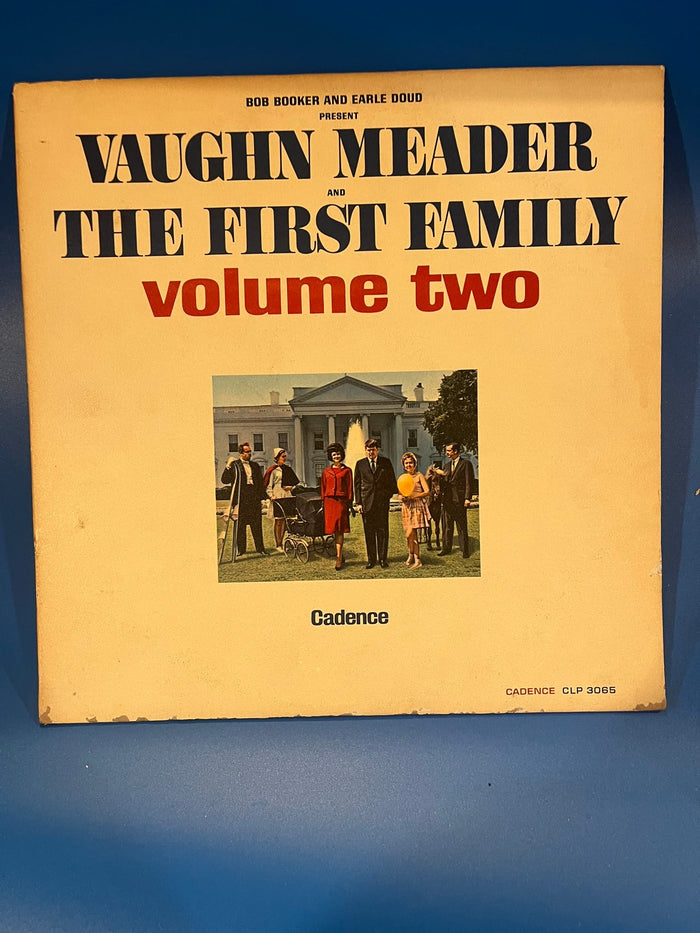 BOB BOOKER AND EARLE DOUD
PRESENT
VAUGHN MEADER
AND
THE FIRST FAMILY
volume two
Cadence
CADENCE CLP 3065